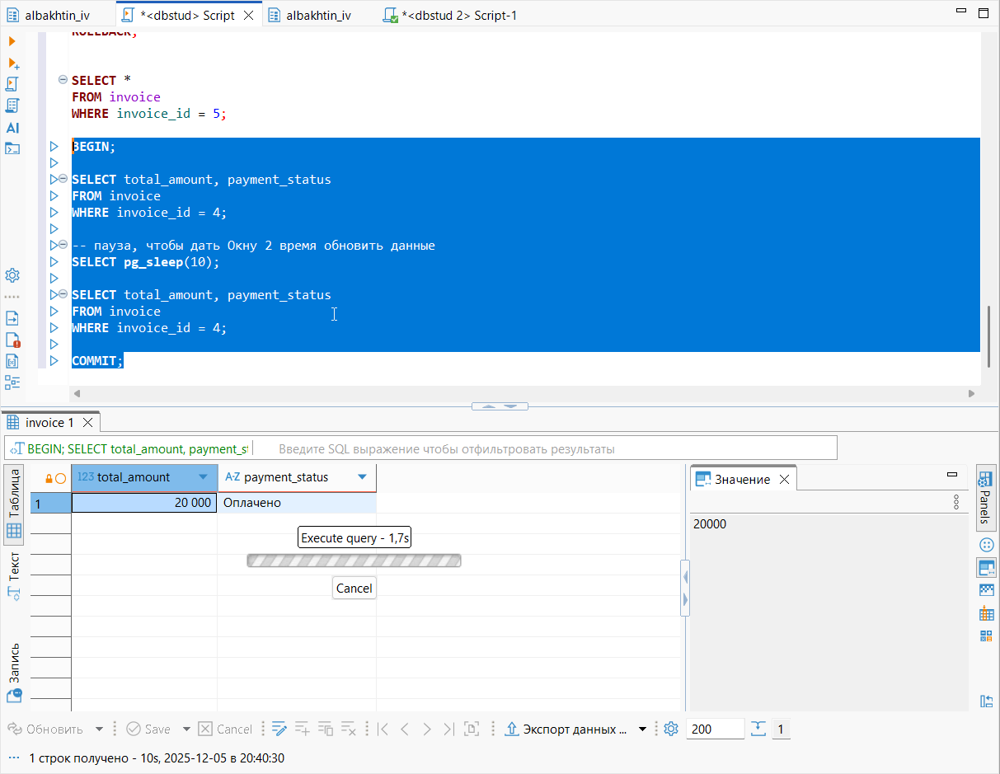 albakhtin_iv
*<dbstud> Script
albakhtin_iv
*<dbstud 2> Script-1
ROLLBACK;
SELECT *
FROM invoice
WHERE invoice_id = 5;
AI
BEGIN;
SELECT total_amount, payment_status
FROM invoice
WHERE invoice_id = 4;
-- пауза, чтобы дать Окну 2 время обновить данные
SELECT pg_sleep(10);
SELECT total_amount, payment_status
FROM invoice
WHERE invoice_id = 4;
COMMIT;
invoice 1
BEGIN; SELECT total_amount, payment_st
Введите SQL выражение чтобы отфильтровать результаты
Таблица
Текст
Запись
123 total_amount
A-Z payment_status
1
20 000
Оплачено
Execute query - 1,7s
Cancel
Значение
20000
Panels
Обновить
Save
Cancel
Экспорт данных ...
200
1
1 строк получено - 10s, 2025-12-05 в 20:40:30